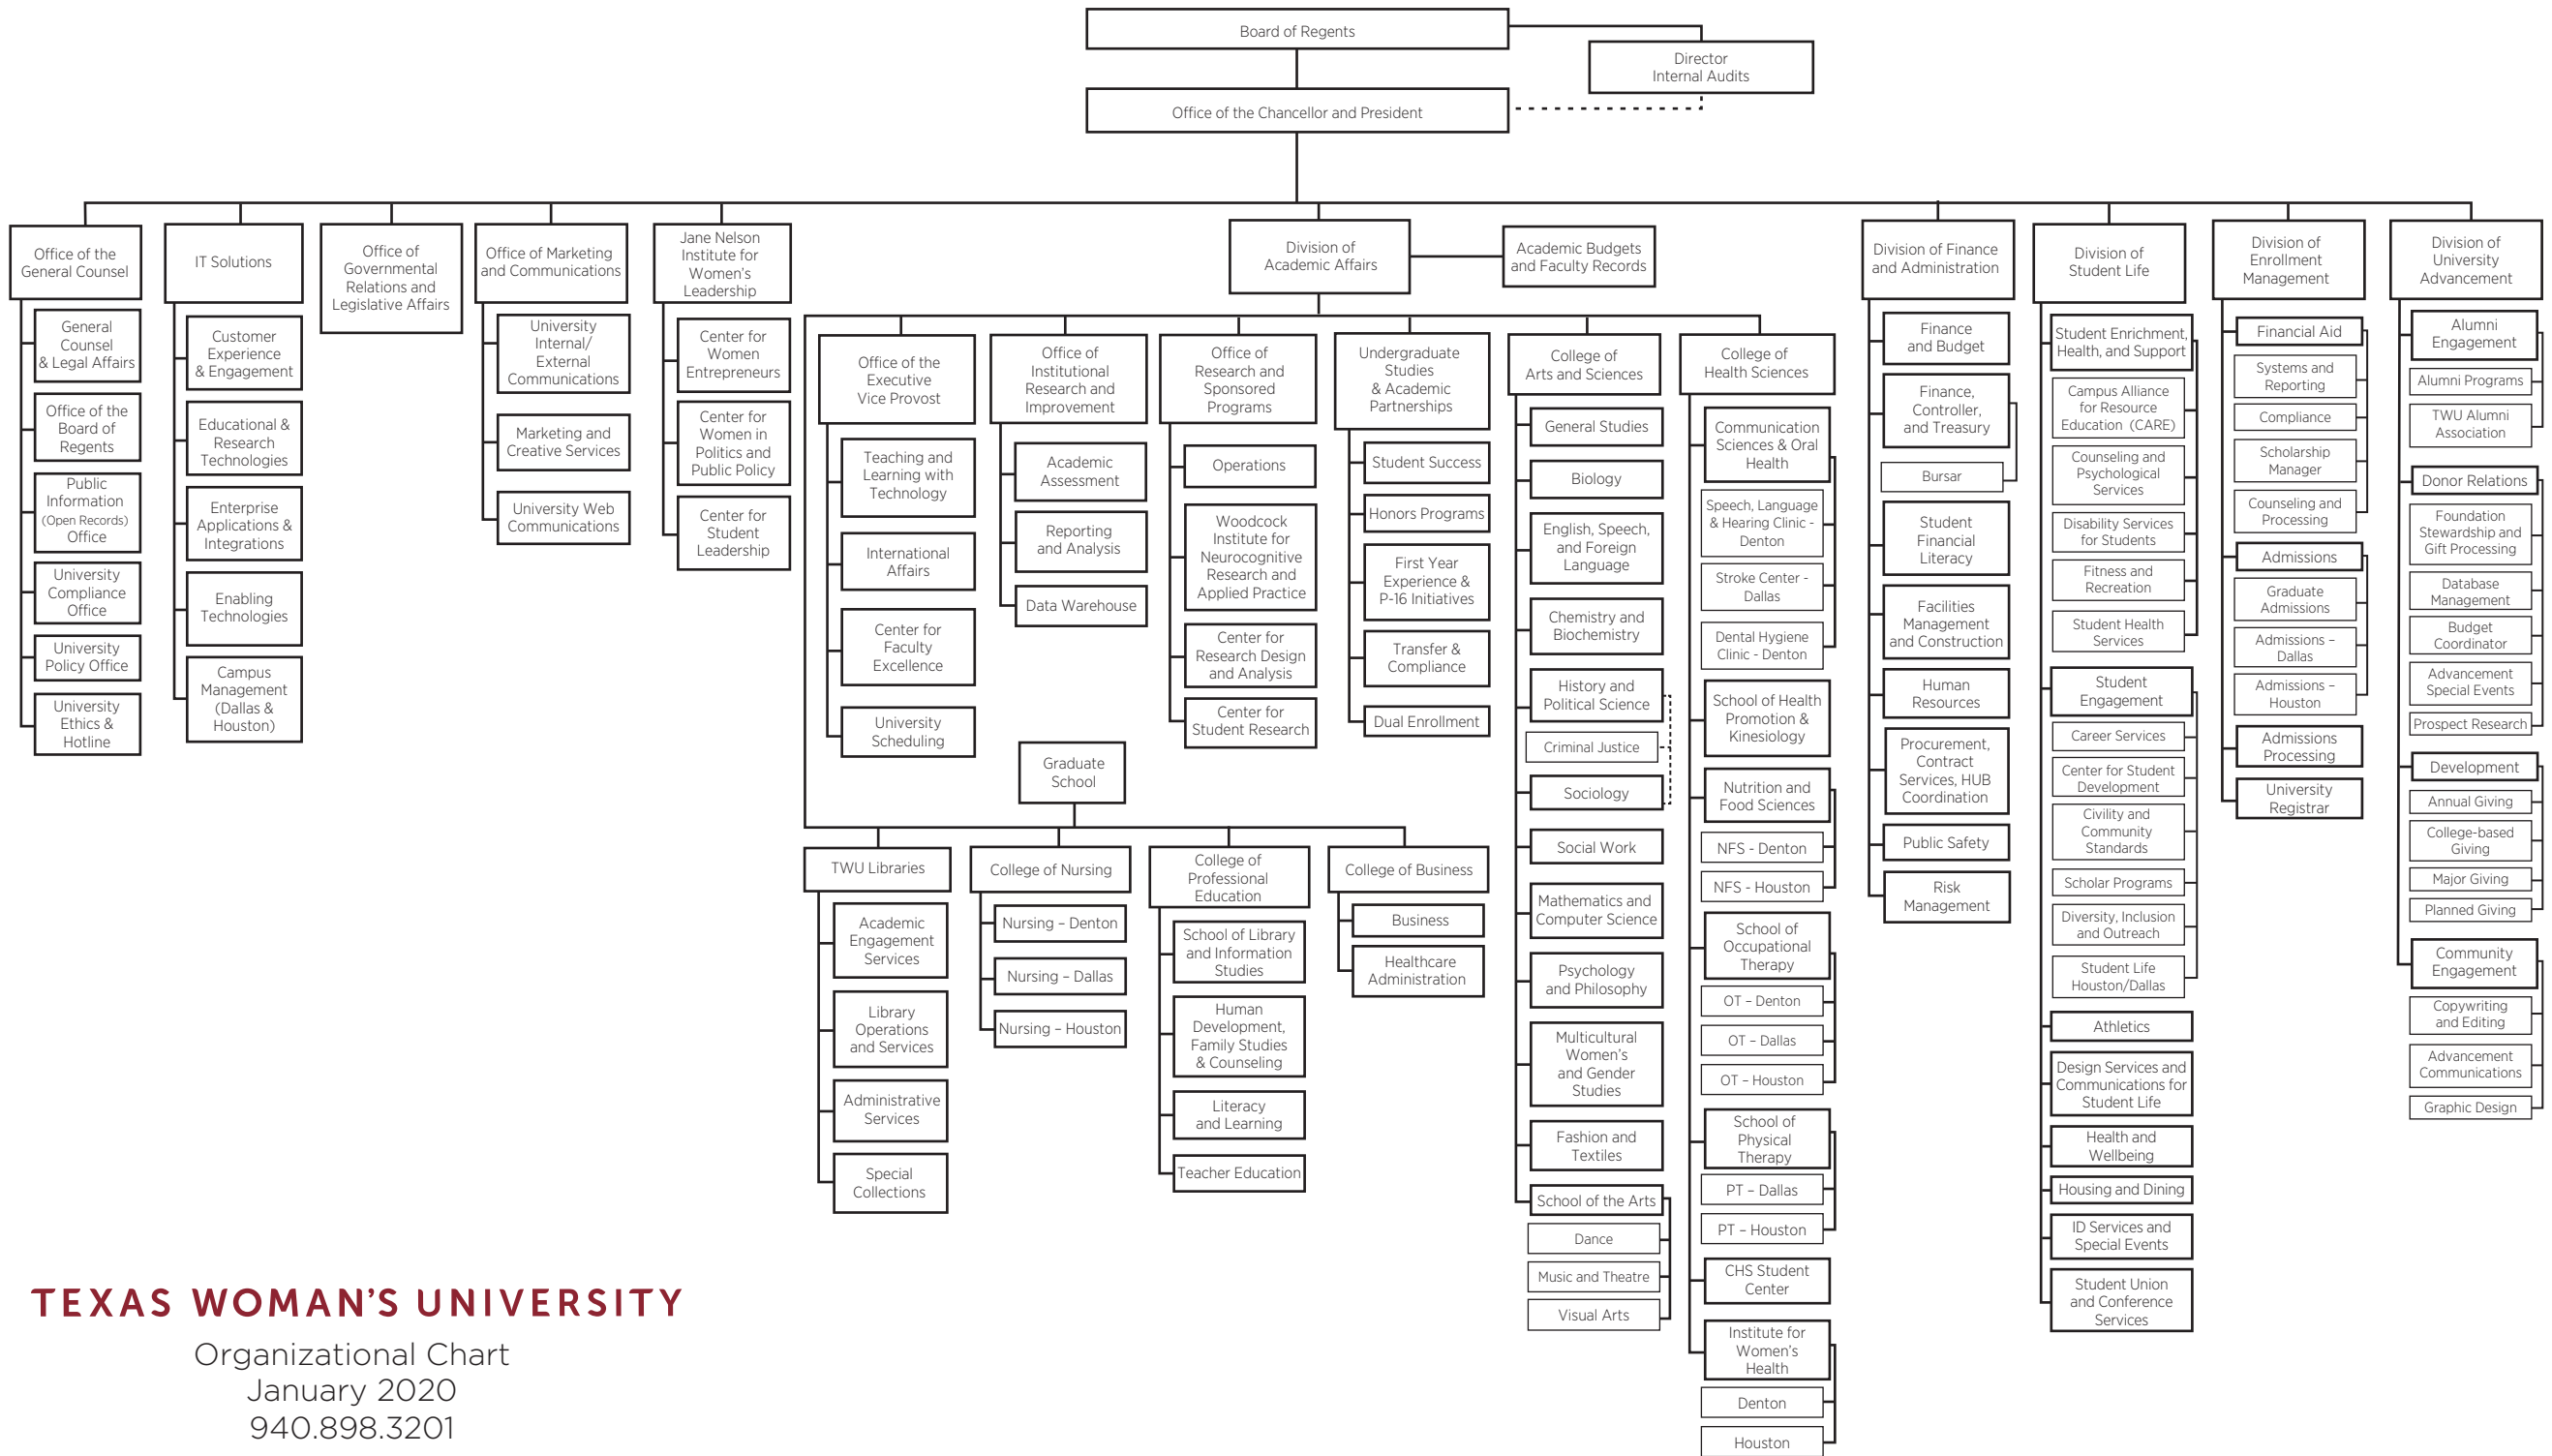 Board of Regents
Director
Internal Audits
Office of the Chancellor and President
Office of the
General Counsel
General
Counsel
& Legal Affairs
Office of the
Board of
Regents
Public
Information
(Open Records)
Office
University
Compliance
Office
University
Policy Office
University
Ethics &
Hotline
IT Solutions
Customer
Experience
& Engagement
Educational &
Research
Technologies
Enterprise
Applications &
Integrations
Enabling
Technologies
Campus
Management
(Dallas &
Houston)
Office of
Governmental
Relations and
Legislative Affairs
Office of Marketing
and Communications
University
Internal/
External
Communications
Marketing and
Creative Services
University Web
Communications
Jane Nelson
Institute for
Women's
Leadership
Center for
Women
Entrepreneurs
Center for
Women in
Politics and
Public Policy
Center for
Student
Leadership
Division of
Academic Affairs
Academic Budgets
and Faculty Records
Office of the
Executive
Vice Provost
Teaching and
Learning with
Technology
International
Affairs
Center for
Faculty
Excellence
University
Scheduling
Office of
Institutional
Research and
Improvement
Academic
Assessment
Reporting
and Analysis
Data Warehouse
Office of
Research and
Sponsored
Programs
Operations
Woodcock
Institute for
Neurocognitive
Research and
Applied Practice
Center for
Research Design
and Analysis
Center for
Student Research
Undergraduate
Studies
& Academic
Partnerships
Student Success
Honors Programs
First Year
Experience &
P-16 Initiatives
Transfer &
Compliance
Dual Enrollment
College of
Arts and Sciences
General Studies
Biology
English, Speech,
and Foreign
Language
Chemistry and
Biochemistry
History and
Political Science
Criminal Justice
Sociology
Social Work
Mathematics and
Computer Science
Psychology
and Philosophy
Multicultural
Women's
and Gender
Studies
Fashion and
Textiles
School of the Arts
Dance
Music and Theatre
Visual Arts
College of
Health Sciences
Communication
Sciences & Oral
Health
Speech, Language
& Hearing Clinic -
Denton
Stroke Center -
Dallas
Dental Hygiene
Clinic - Denton
School of Health
Promotion &
Kinesiology
Nutrition and
Food Sciences
NFS - Denton
NFS - Houston
School of
Occupational
Therapy
OT – Denton
OT – Dallas
OT – Houston
School of
Physical
Therapy
PT – Dallas
PT – Houston
CHS Student
Center
Institute for
Women's
Health
Denton
Houston
Graduate
School
TWU Libraries
Academic
Engagement
Services
Library
Operations
and Services
Administrative
Services
Special
Collections
College of Nursing
Nursing – Denton
Nursing – Dallas
Nursing – Houston
College of
Professional
Education
School of Library
and Information
Studies
Human
Development,
Family Studies
& Counseling
Literacy
and Learning
Teacher Education
College of Business
Business
Healthcare
Administration
Division of Finance
and Administration
Finance
and Budget
Finance,
Controller,
and Treasury
Bursar
Student
Financial
Literacy
Facilities
Management
and Construction
Human
Resources
Procurement,
Contract
Services, HUB
Coordination
Public Safety
Risk
Management
Division of
Student Life
Student Enrichment,
Health, and Support
Campus Alliance
for Resource
Education (CARE)
Counseling and
Psychological
Services
Disability Services
for Students
Fitness and
Recreation
Student Health
Services
Student
Engagement
Career Services
Center for Student
Development
Civility and
Community
Standards
Scholar Programs
Diversity, Inclusion
and Outreach
Student Life
Houston/Dallas
Athletics
Design Services and
Communications for
Student Life
Health and
Wellbeing
Housing and Dining
ID Services and
Special Events
Student Union
and Conference
Services
Division of
Enrollment
Management
Financial Aid
Systems and
Reporting
Compliance
Scholarship
Manager
Counseling and
Processing
Admissions
Graduate
Admissions
Admissions –
Dallas
Admissions –
Houston
Admissions
Processing
University
Registrar
Division of
University
Advancement
Alumni
Engagement
Alumni Programs
TWU Alumni
Association
Donor Relations
Foundation
Stewardship and
Gift Processing
Database
Management
Budget
Coordinator
Advancement
Special Events
Prospect Research
Development
Annual Giving
College-based
Giving
Major Giving
Planned Giving
Community
Engagement
Copywriting
and Editing
Advancement
Communications
Graphic Design
TEXAS WOMAN'S UNIVERSITY
Organizational Chart
January 2020
940.898.3201